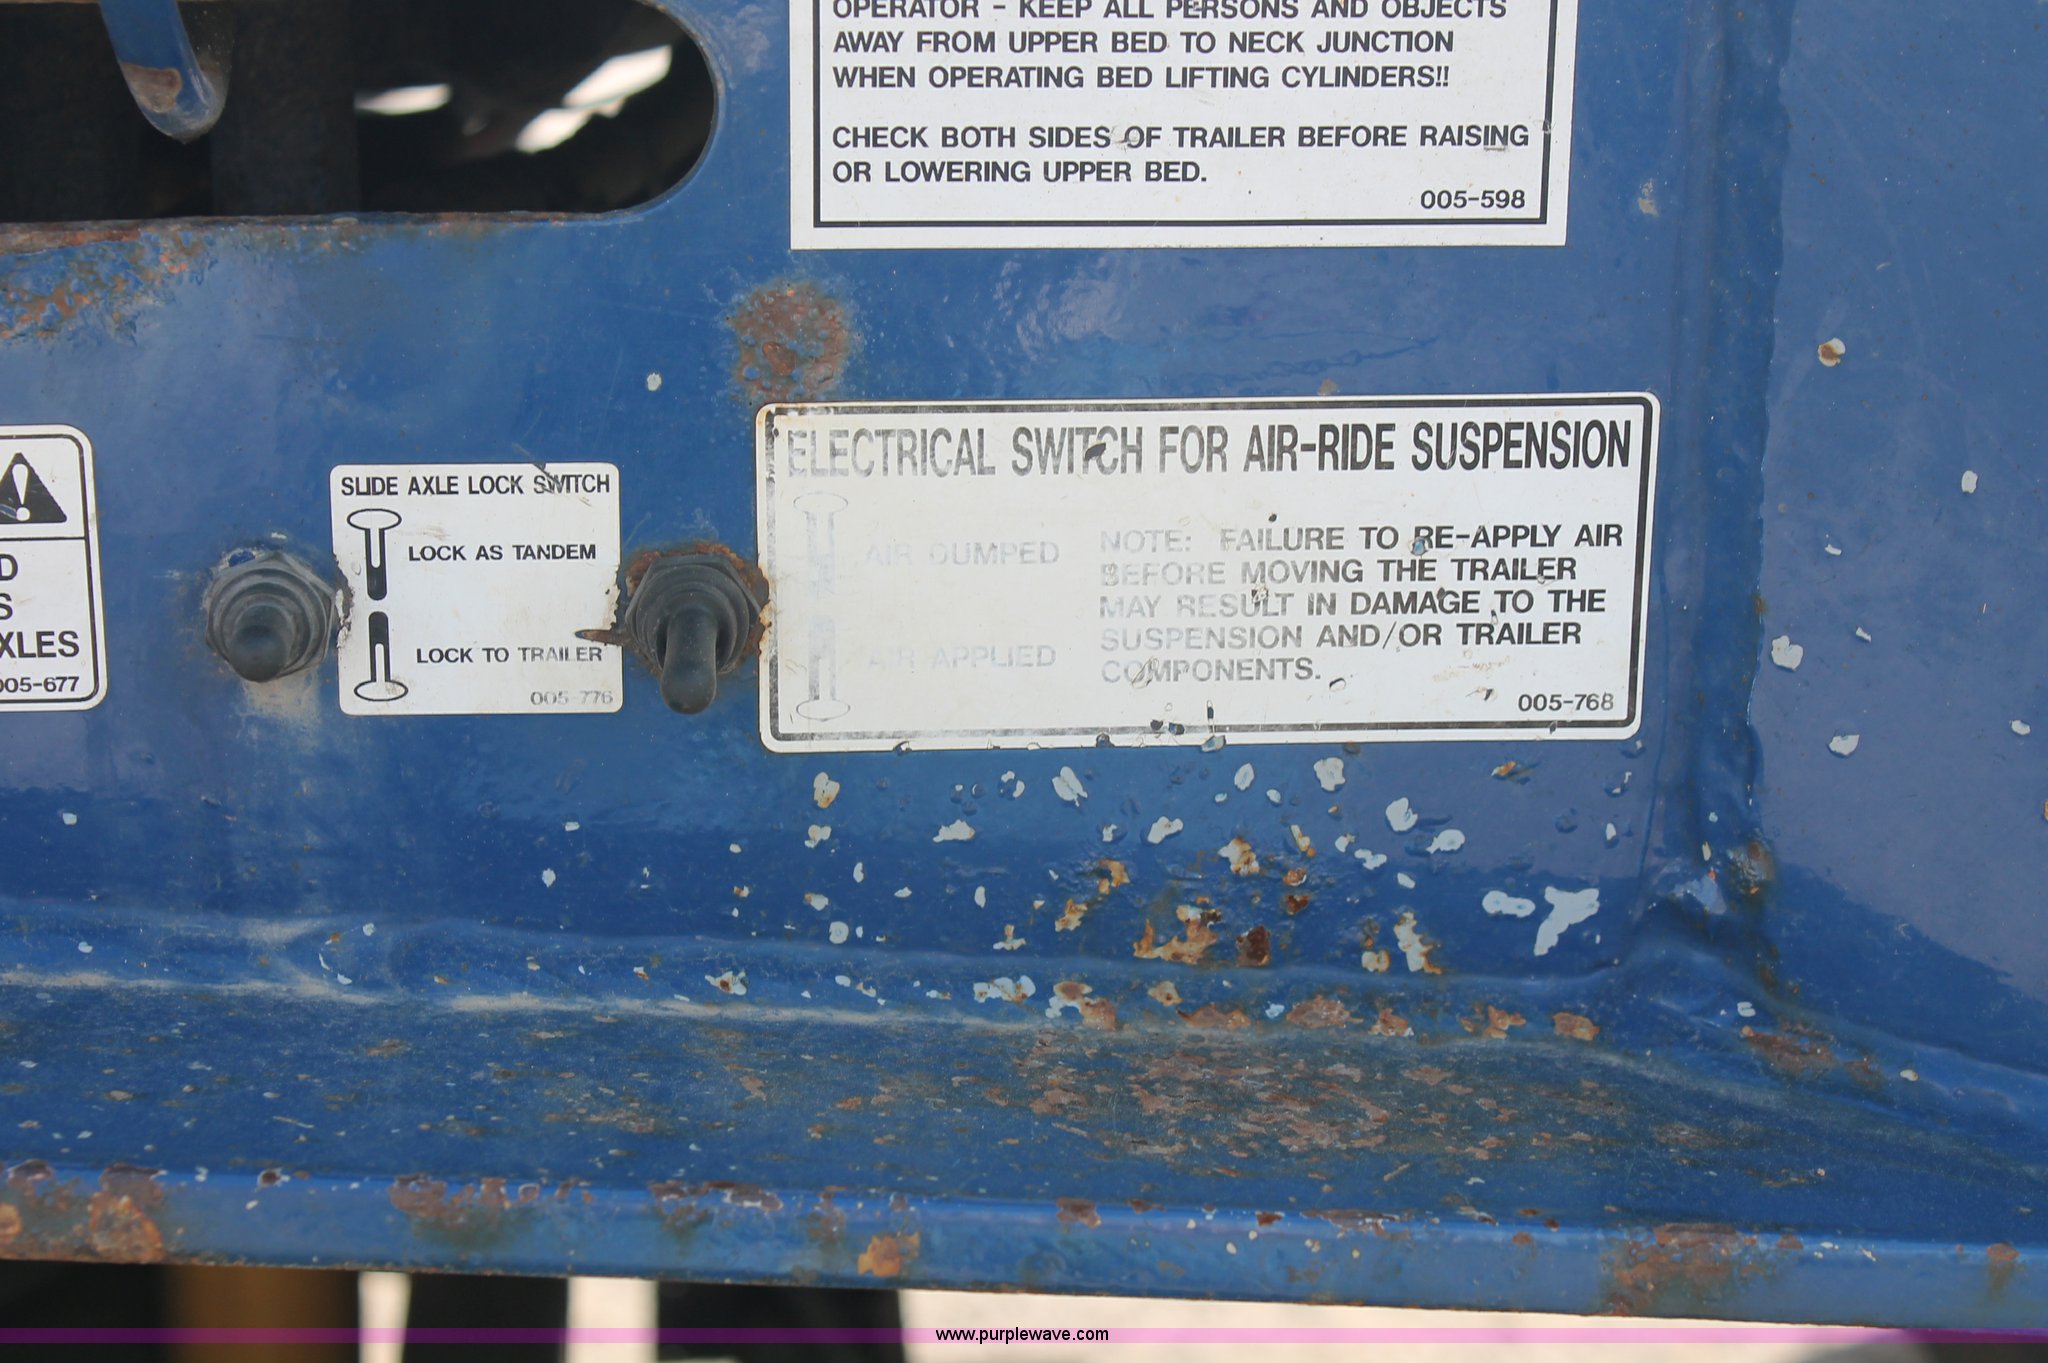 OPERATOR - KEEP ALL PERSONS AND OBJECTS
AWAY FROM UPPER BED TO NECK JUNCTION
WHEN OPERATING BED LIFTING CYLINDERS!!
CHECK BOTH SIDES OF TRAILER BEFORE RAISING
OR LOWERING UPPER BED.
005-598
D
S
XLES
005-677
SLIDE AXLE LOCK SWITCH
LOCK AS TANDEM
LOCK TO TRAILER
005-776
ELECTRICAL SWITCH FOR AIR-RIDE SUSPENSION
AIR DUMPED
AIR APPLIED
NOTE: FAILURE TO RE-APPLY AIR
BEFORE MOVING THE TRAILER
MAY RESULT IN DAMAGE TO THE
SUSPENSION AND/OR TRAILER
COMPONENTS.
005-768
www.purplewave.com